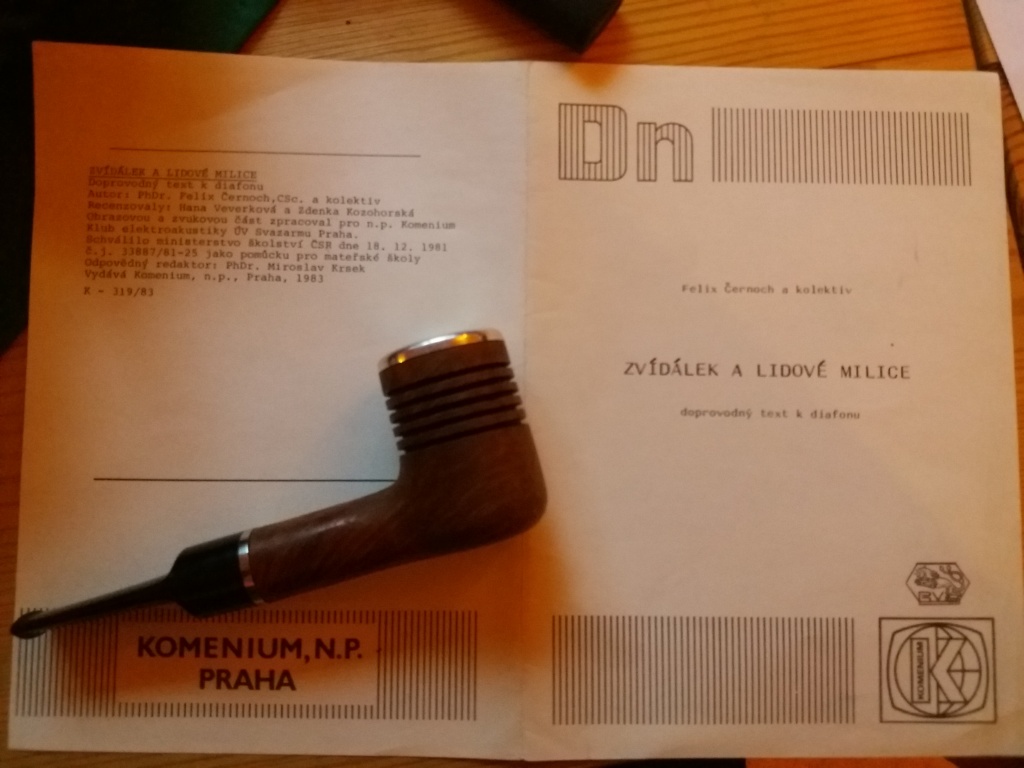 ZVÍDÁLEK A LIDOVÉ MILICE
Doprovodný text k diafonu
Autor: PhDr. Felix Černoch,CSc. a kolektiv
Recenzovaly: Hana Veverková a Zdenka Kozohorská
Obrazovou a zvukovou část zpracoval pro n.p. Komenium
Klub elektroakustiky ÚV Svazarmu Praha.
Schválilo ministerstvo školství ČSR dne 18. 12. 1981
č.j. 33887/81-25 jako pomůcku pro mateřské školy
Odpovědný redaktor: PhDr. Miroslav Krsek
Vydává Komenium, n.p., Praha, 1983
K - 319/83
KOMENIUM, N.P.
PRAHA
Dn
Felix Černoch a kolektiv
ZVÍDÁLEK A LIDOVÉ MILICE
doprovodný text k diafonu
KOMENIUM
K